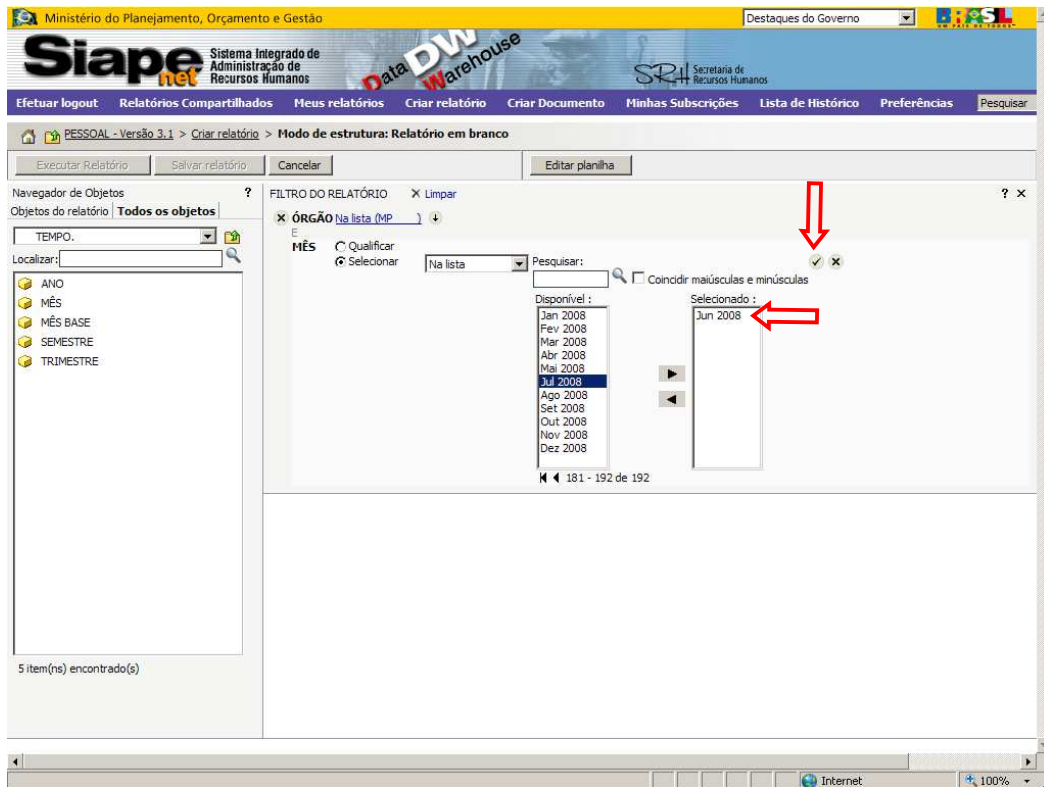 Ministério do Planejamento, Orçamento e Gestão
Destaques do Governo
BRASIL
UM PAÍS DE TODOS
Siape net
Sistema Integrado de
Administração de
Recursos Humanos
Data DW Warehouse
SRH Secretaria de
Recursos Humanos
Efetuar logout Relatórios Compartilhados Meus relatórios Criar relatório Criar Documento Minhas Subscrições Lista de Histórico Preferências Pesquisar
PESSOAL - Versão 3.1 > Criar relatório > Modo de estrutura: Relatório em branco
Executar Relatório Salvar relatório Cancelar Editar planilha
Navegador de Objetos ?
Objetos do relatório Todos os objetos
TEMPO.
Localizar:
ANO
MÊS
MÊS BASE
SEMESTRE
TRIMESTRE
5 item(ns) encontrado(s)
FILTRO DO RELATÓRIO X Limpar ? ×
ÓRGÃO Na lista (MP )
E
MÊS Qualificar
Selecionar Na lista Pesquisar:
Coincidir maiúsculas e minúsculas
Disponível : Selecionado :
Jan 2008 Jun 2008
Fev 2008
Mar 2008
Abr 2008
Mai 2008
Jul 2008
Ago 2008
Set 2008
Out 2008
Nov 2008
Dez 2008
181 - 192 de 192
Internet 100%